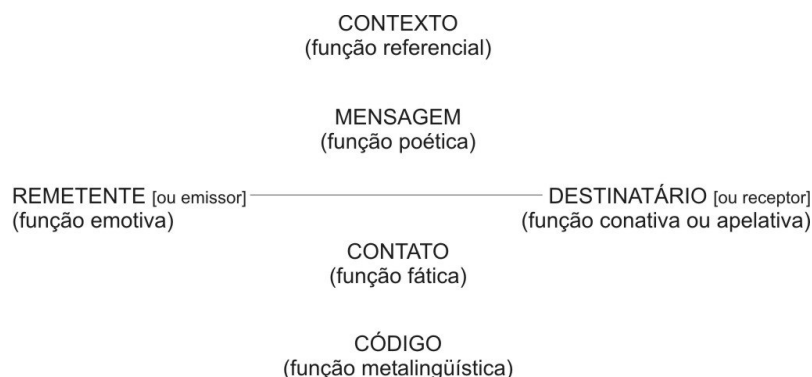 CONTEXTO
(função referencial)
MENSAGEM
(função poética)
REMETENTE [ou emissor]
(função emotiva)
DESTINATÁRIO [ou receptor]
(função conativa ou apelativa)
CONTATO
(função fática)
CÓDIGO
(função metalingüística)